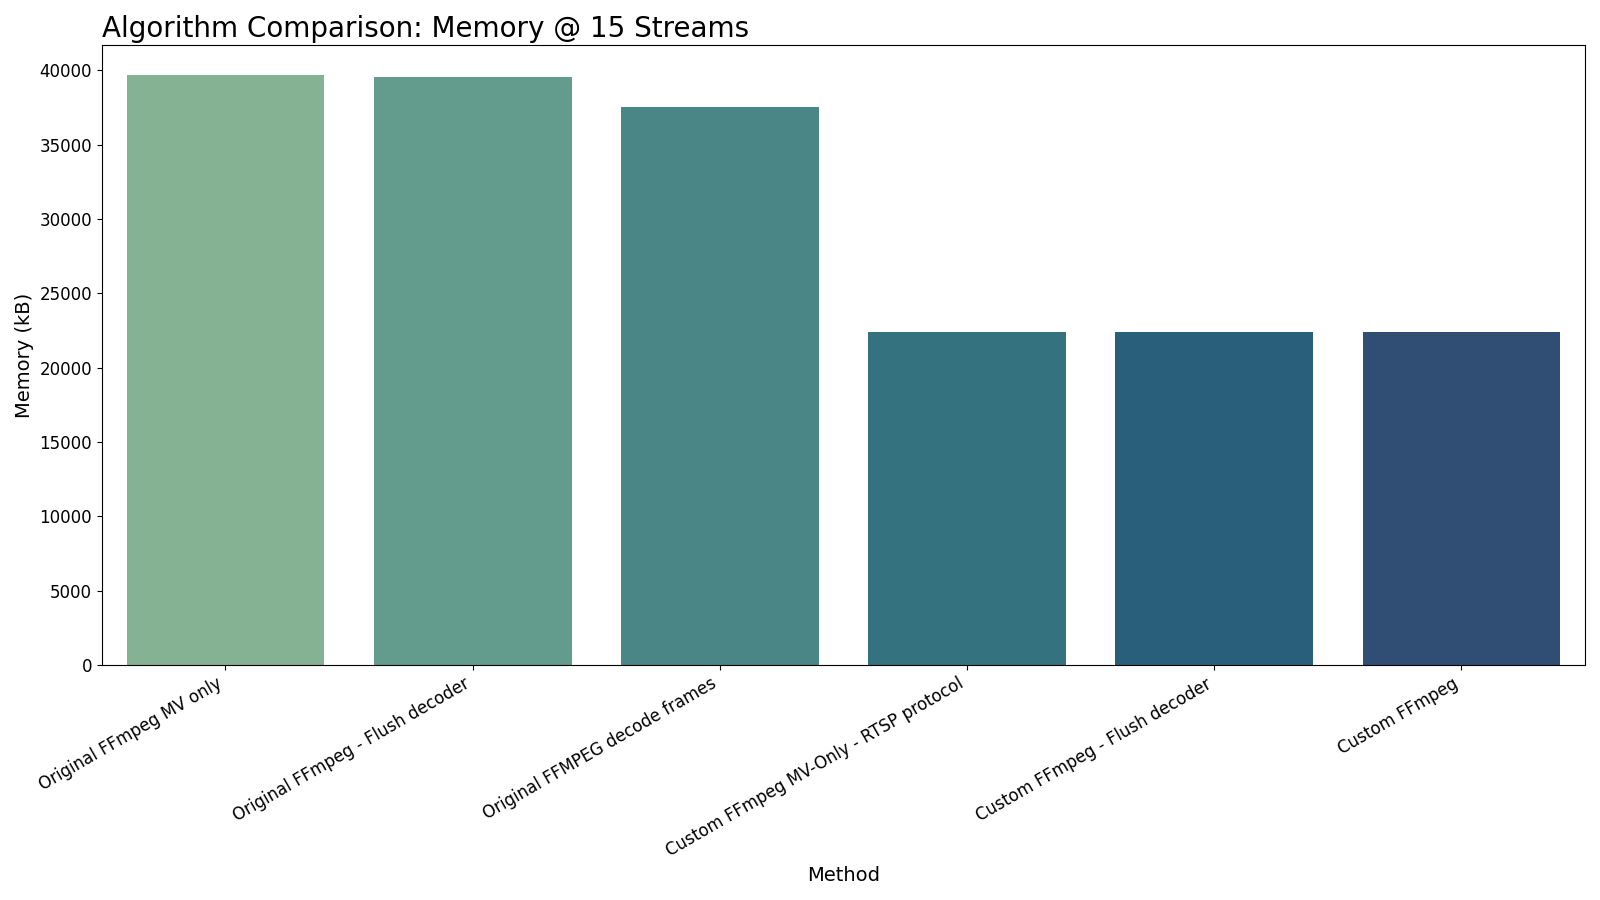 Algorithm Comparison: Memory @ 15 Streams
40000
35000
30000
25000
20000
15000
10000
5000
0
Memory (kB)
Original FFmpeg MV only
Original FFmpeg - Flush decoder
Original FFMPEG decode frames
Custom FFmpeg MV-Only - RTSP protocol
Custom FFmpeg - Flush decoder
Custom FFmpeg
Method